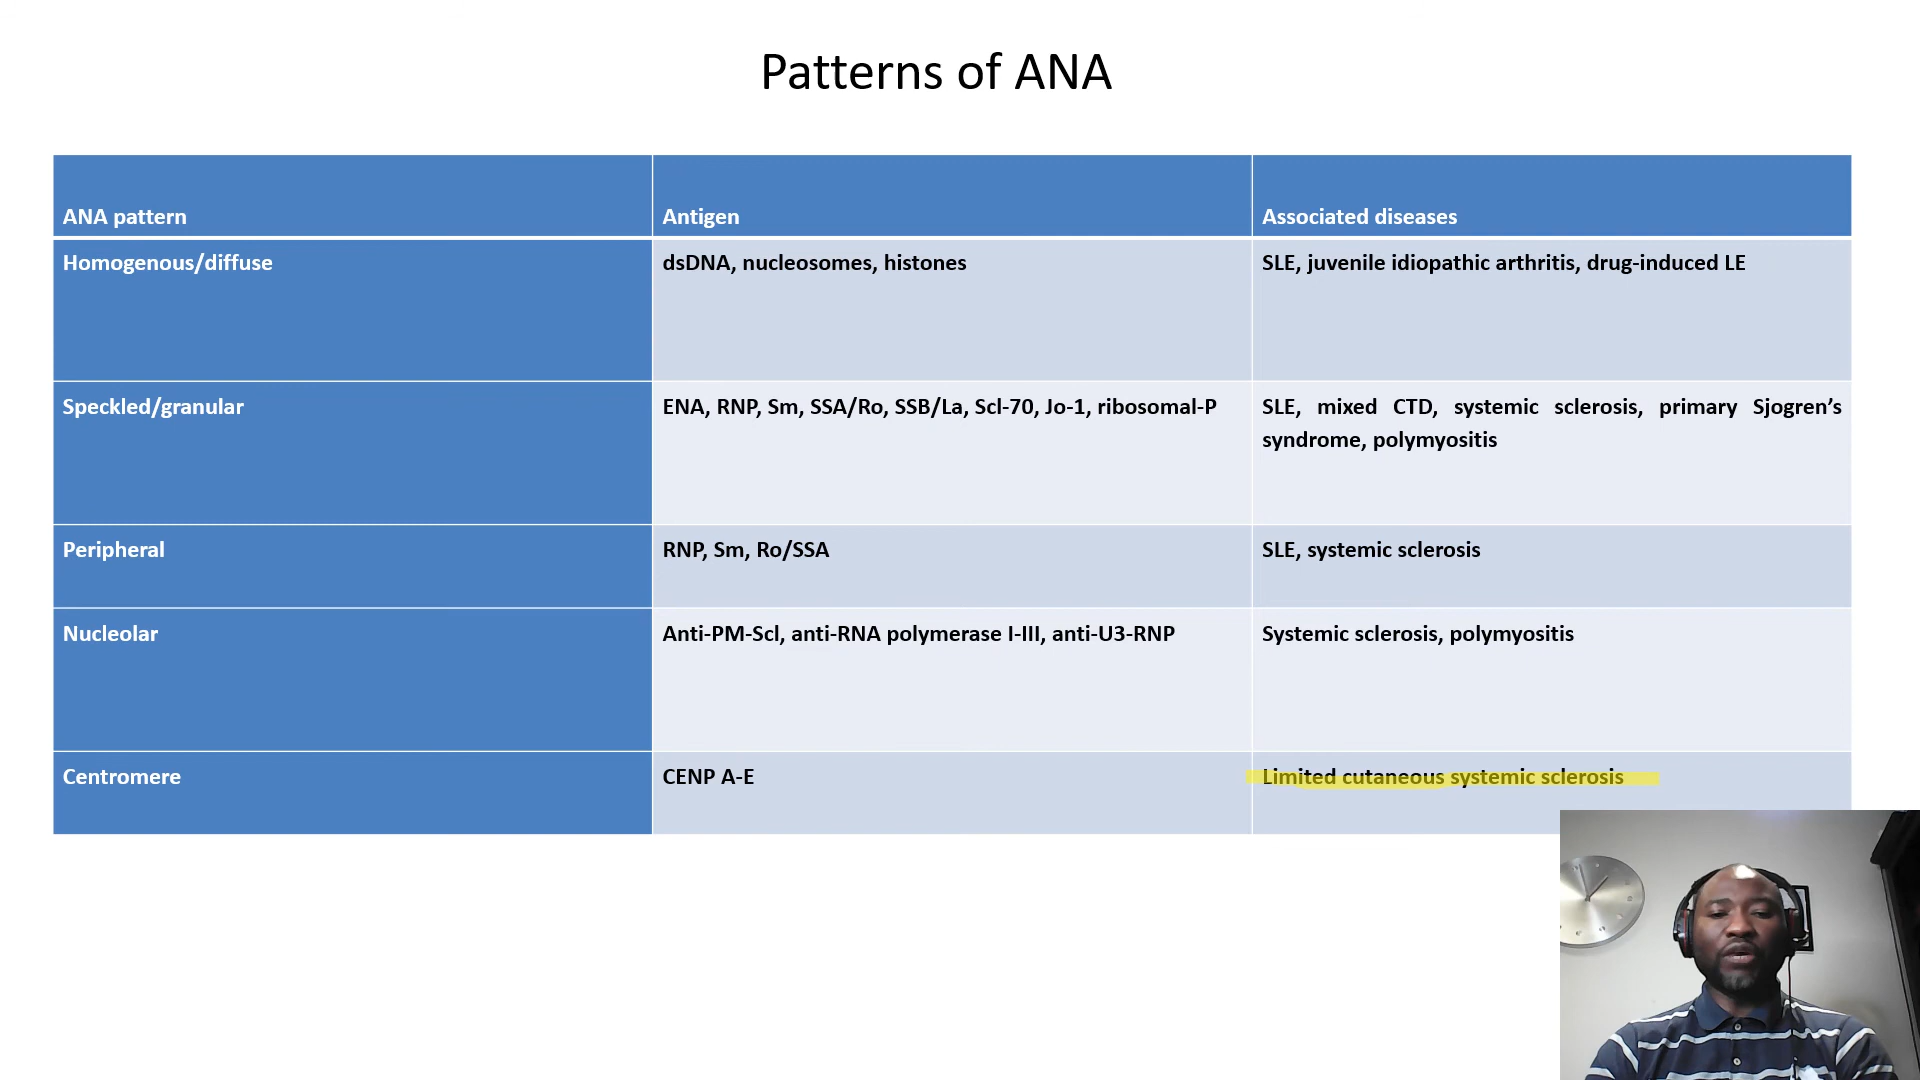 Patterns of ANA
ANA pattern
Antigen
Associated diseases
Homogenous/diffuse
dsDNA, nucleosomes, histones
SLE, juvenile idiopathic arthritis, drug-induced LE
Speckled/granular
ENA, RNP, Sm, SSA/Ro, SSB/La, Scl-70, Jo-1, ribosomal-P
SLE, mixed CTD, systemic sclerosis, primary Sjogren’s
syndrome, polymyositis
Peripheral
RNP, Sm, Ro/SSA
SLE, systemic sclerosis
Nucleolar
Anti-PM-Scl, anti-RNA polymerase I-III, anti-U3-RNP
Systemic sclerosis, polymyositis
Centromere
CENP A-E
Limited cutaneous systemic sclerosis